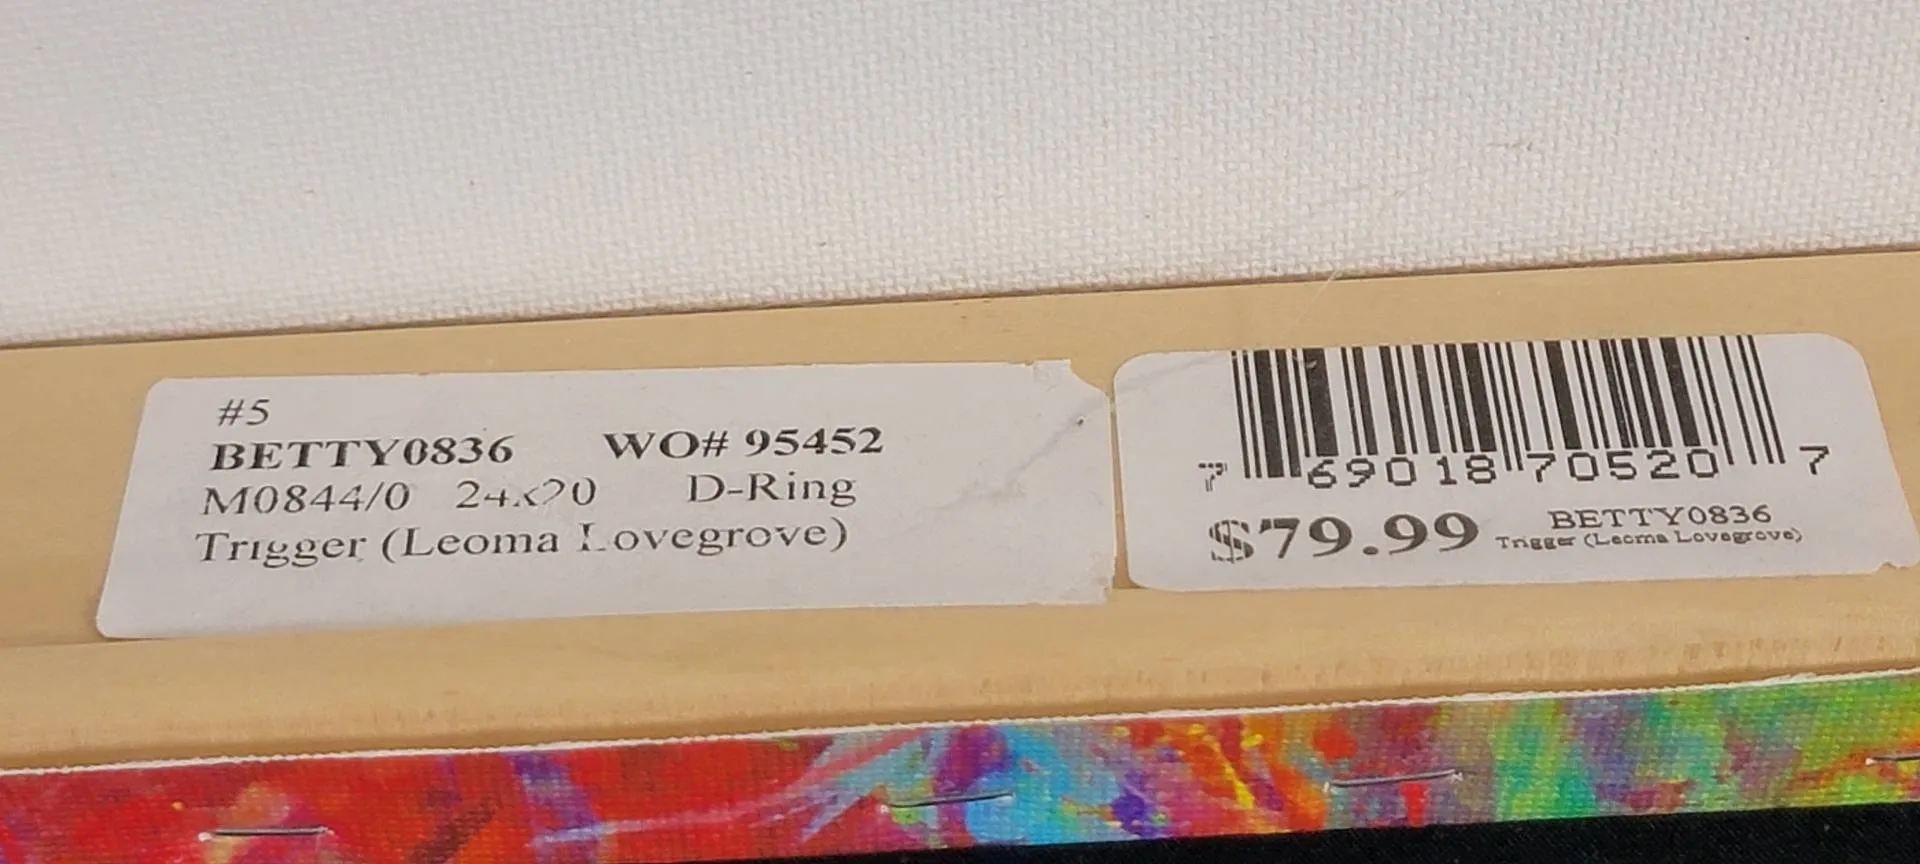 #5
BETTY0836 WO# 95452
M0844/0 24x20 D-Ring
Trigger (Leoma Lovegrove)
7 69018 70520 7
$79.99 BETTY0836
Trigger (Leoma Lovegrove)